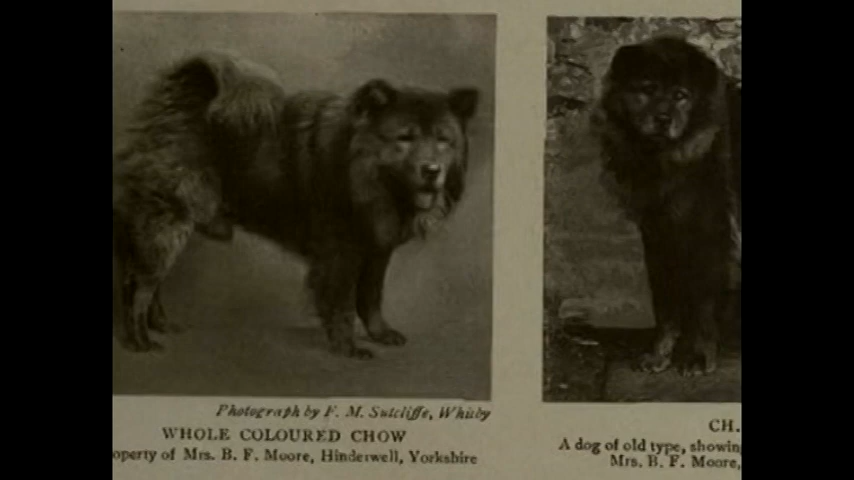 Photograph by F. M. Sutcliffe, Whitby
WHOLE COLOURED CHOW
operty of Mrs. B. F. Moore, Hinderwell, Yorkshire
CH.
A dog of old type, showin
Mrs. B. F. Moore,